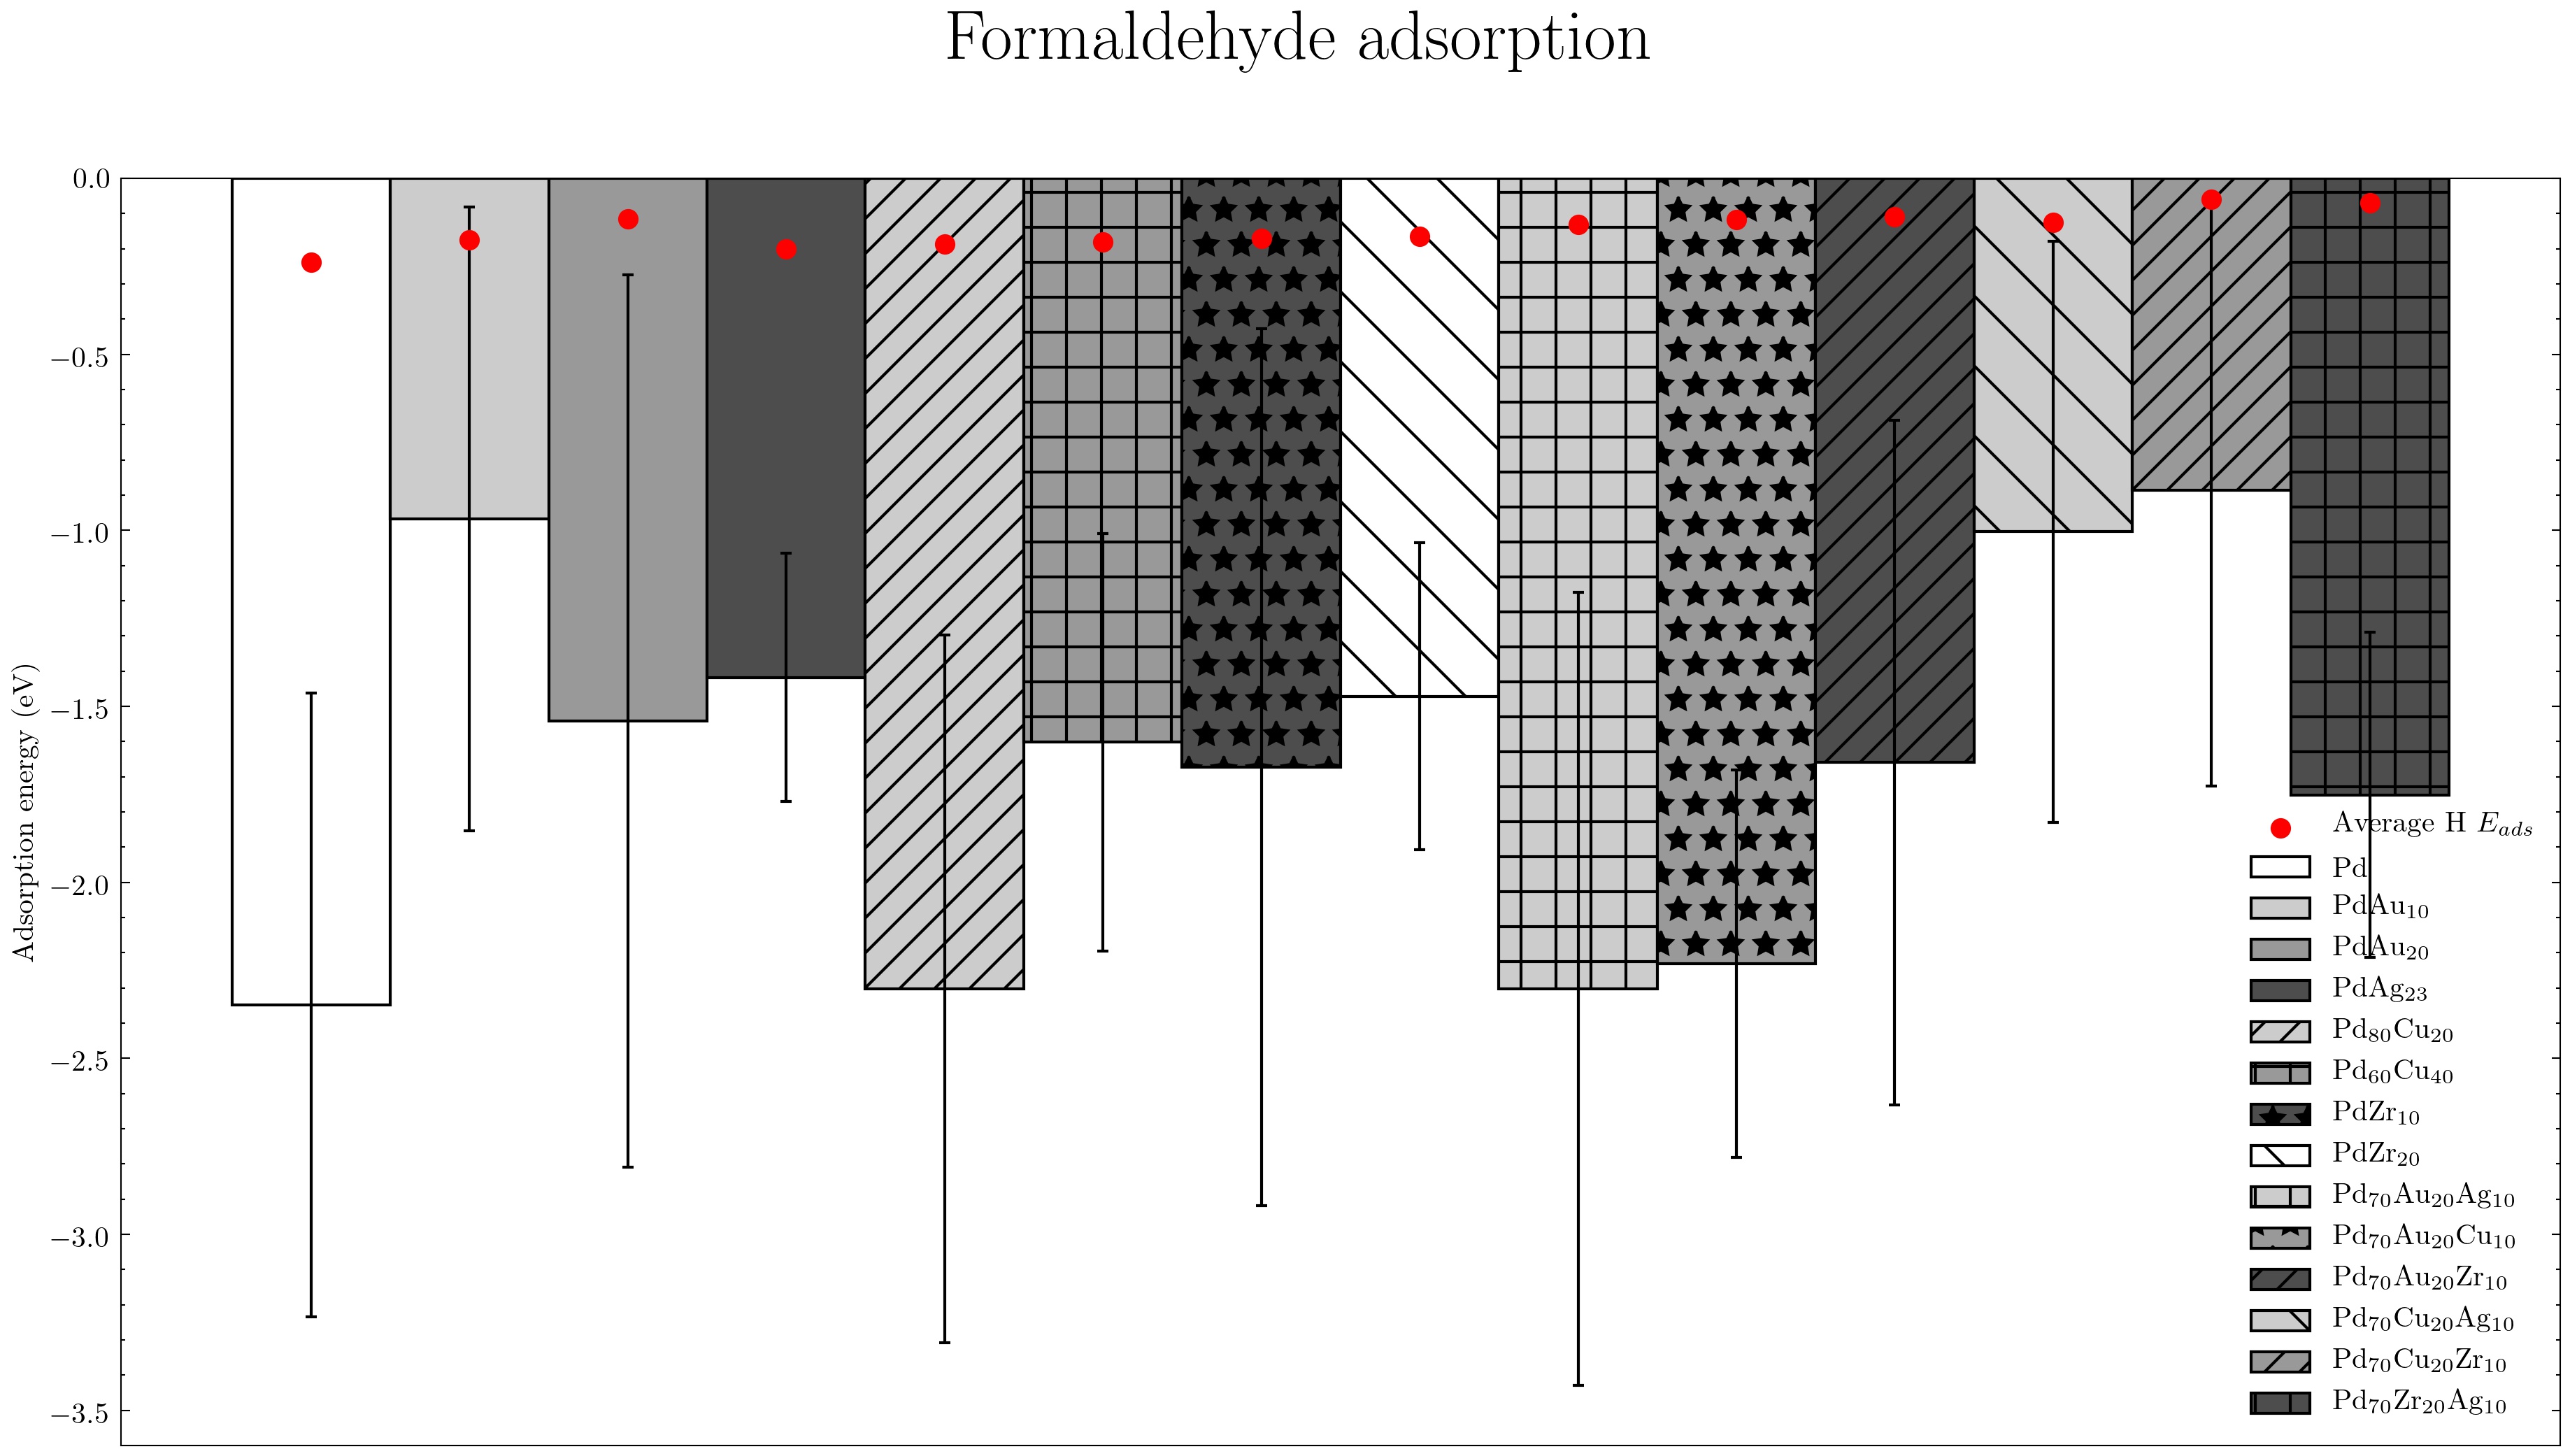 Formaldehyde adsorption
Adsorption energy (eV)
0.0
−0.5
−1.0
−1.5
−2.0
−2.5
−3.0
−3.5
Average H E_ads
Pd
PdAu₁₀
PdAu₂₀
PdAg₂₃
Pd₈₀Cu₂₀
Pd₆₀Cu₄₀
PdZr₁₀
PdZr₂₀
Pd₇₀Au₂₀Ag₁₀
Pd₇₀Au₂₀Cu₁₀
Pd₇₀Au₂₀Zr₁₀
Pd₇₀Cu₂₀Ag₁₀
Pd₇₀Cu₂₀Zr₁₀
Pd₇₀Zr₂₀Ag₁₀